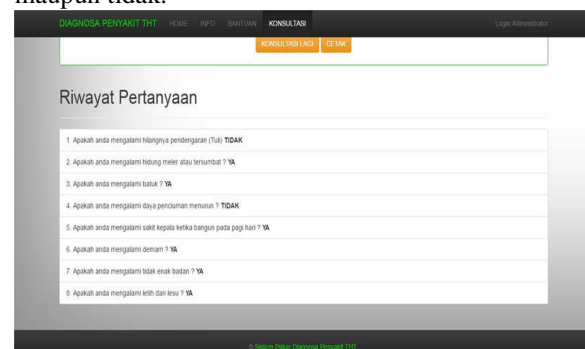 maupun tidak.
DIAGNOSA PENYAKIT THT HOME INFO BANTUAN KONSULTASI Login Administrator
KONSULTASI LAGI CETAK
Riwayat Pertanyaan
1. Apakah anda mengalami hilangnya pendengaran (Tuli) TIDAK
2. Apakah anda mengalami hidung meler atau tersumbat ? YA
3. Apakah anda mengalami batuk ? YA
4. Apakah anda mengalami daya penciuman menurun ? TIDAK
5. Apakah anda mengalami sakit kepala ketika bangun pada pagi hari ? YA
6. Apakah anda mengalami demam ? YA
7. Apakah anda mengalami tidak enak badan ? YA
8. Apakah anda mengalami letih dan lesu ? YA
© Sistem Pakar Diagnosa Penyakit THT